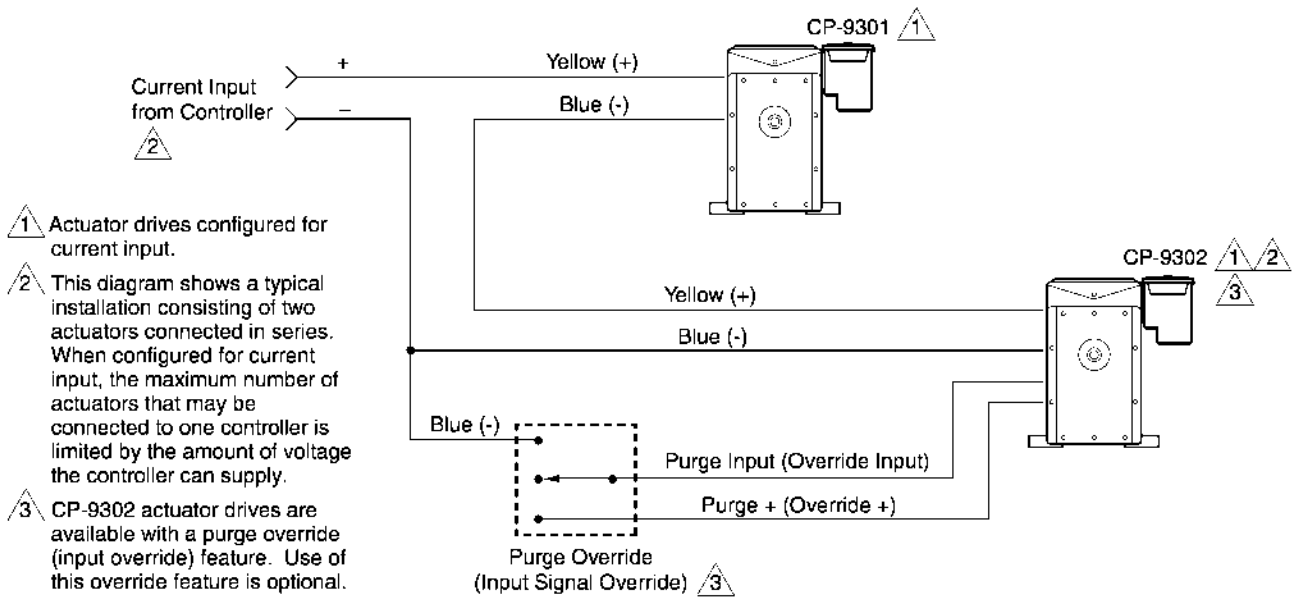 CP-9301 1
+
Yellow (+)
Current Input
from Controller
2
–
Blue (-)
1 Actuator drives configured for
current input.
2 This diagram shows a typical
installation consisting of two
actuators connected in series.
When configured for current
input, the maximum number of
actuators that may be
connected to one controller is
limited by the amount of voltage
the controller can supply.
3 CP-9302 actuator drives are
available with a purge override
(input override) feature. Use of
this override feature is optional.
CP-9302 1 2
3
Yellow (+)
Blue (-)
Blue (-)
Purge Input (Override Input)
Purge + (Override +)
Purge Override
(Input Signal Override) 3